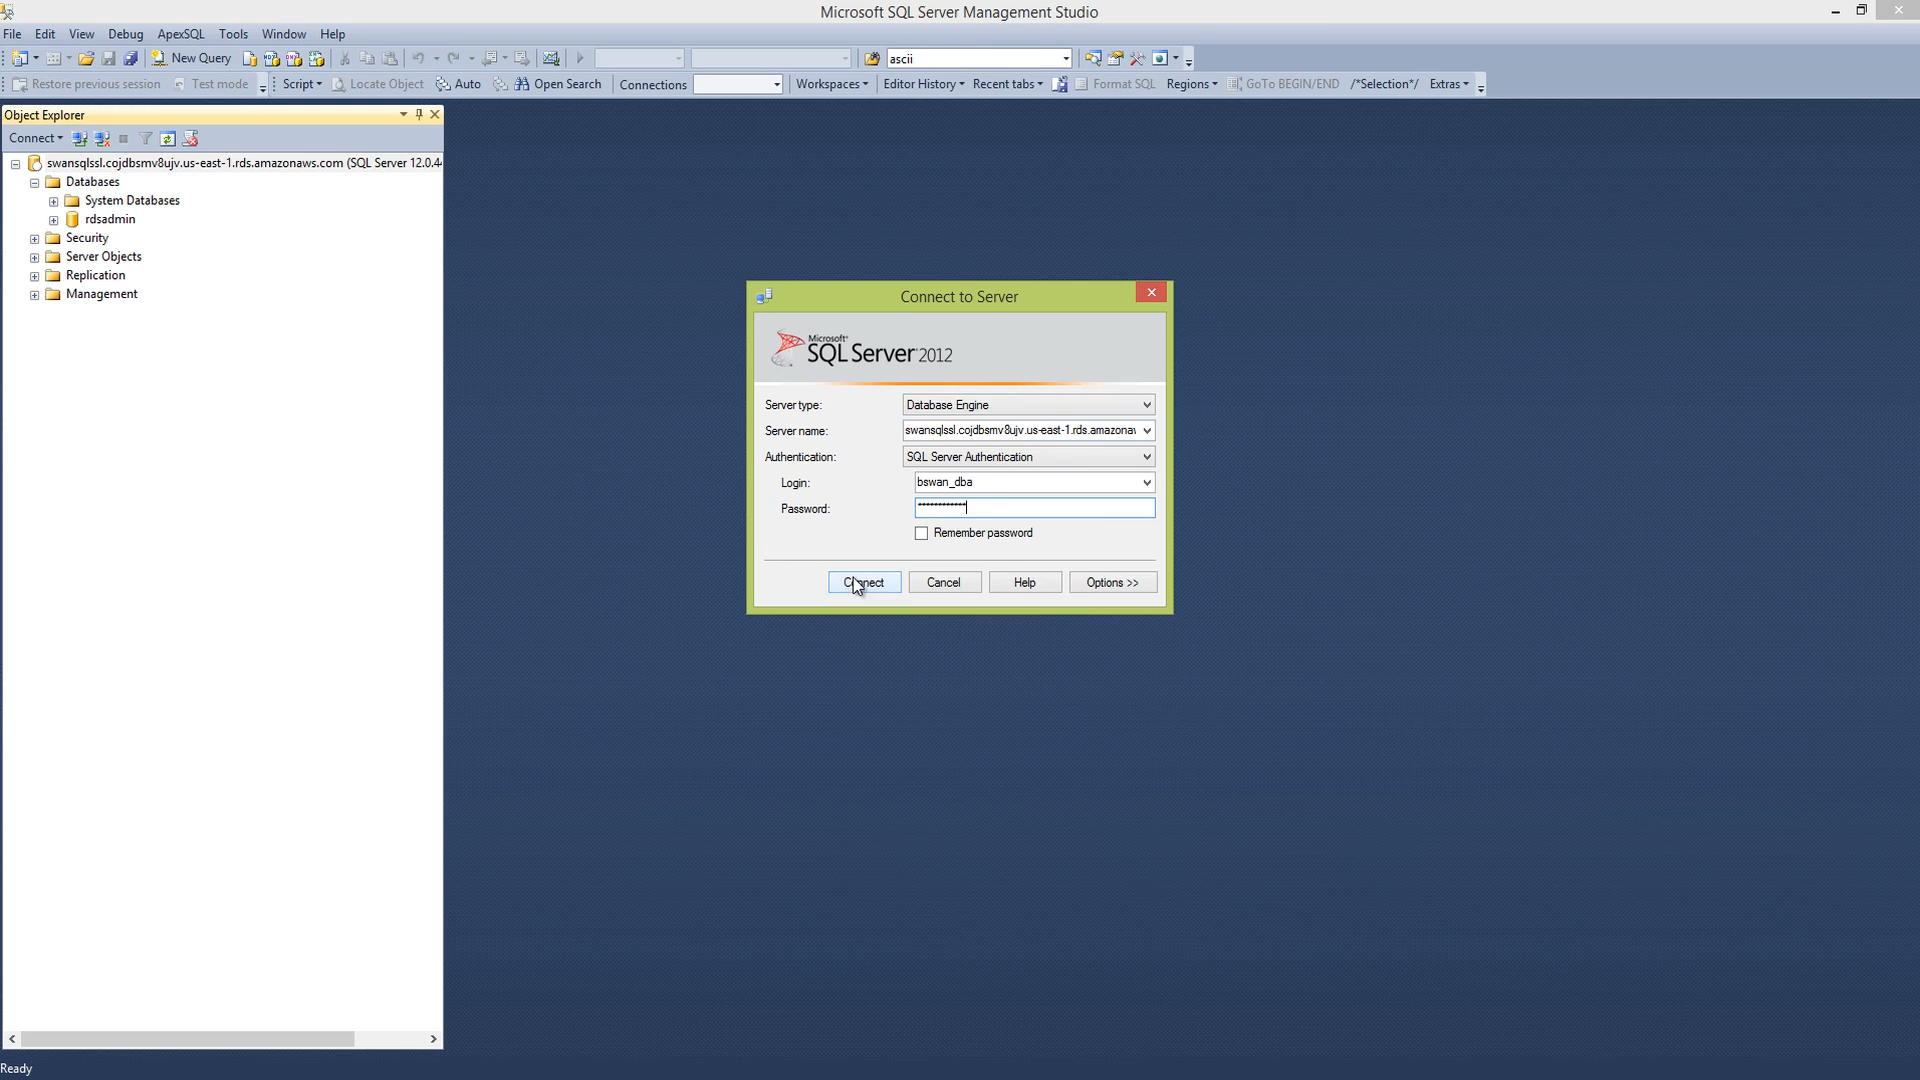 Microsoft SQL Server Management Studio
File Edit View Debug ApexSQL Tools Window Help
New Query ascii
Restore previous session Test mode Script Locate Object Auto Open Search Connections Workspaces Editor History Recent tabs Format SQL Regions GoTo BEGIN/END /*Selection*/ Extras
Object Explorer
Connect
swansqlssl.cojdbsmv8ujv.us-east-1.rds.amazonaws.com (SQL Server 12.0.4
Databases
System Databases
rdsadmin
Security
Server Objects
Replication
Management
Connect to Server
Microsoft
SQL Server 2012
Server type: Database Engine
Server name: swansqlssl.cojdbsmv8ujv.us-east-1.rds.amazonaw
Authentication: SQL Server Authentication
Login: bswan_dba
Password: ************
Remember password
Connect Cancel Help Options >>
Ready